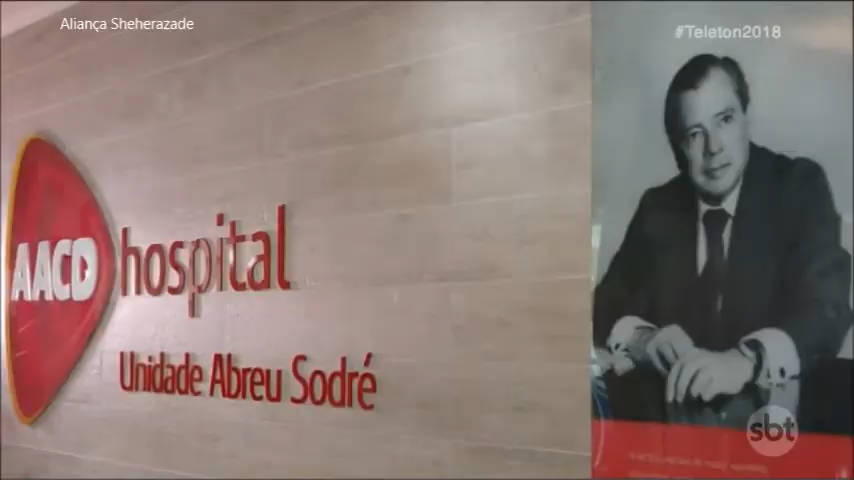 Aliança Sheherazade
#Teleton2018
AACD
hospital
Unidade Abreu Sodré
sbt